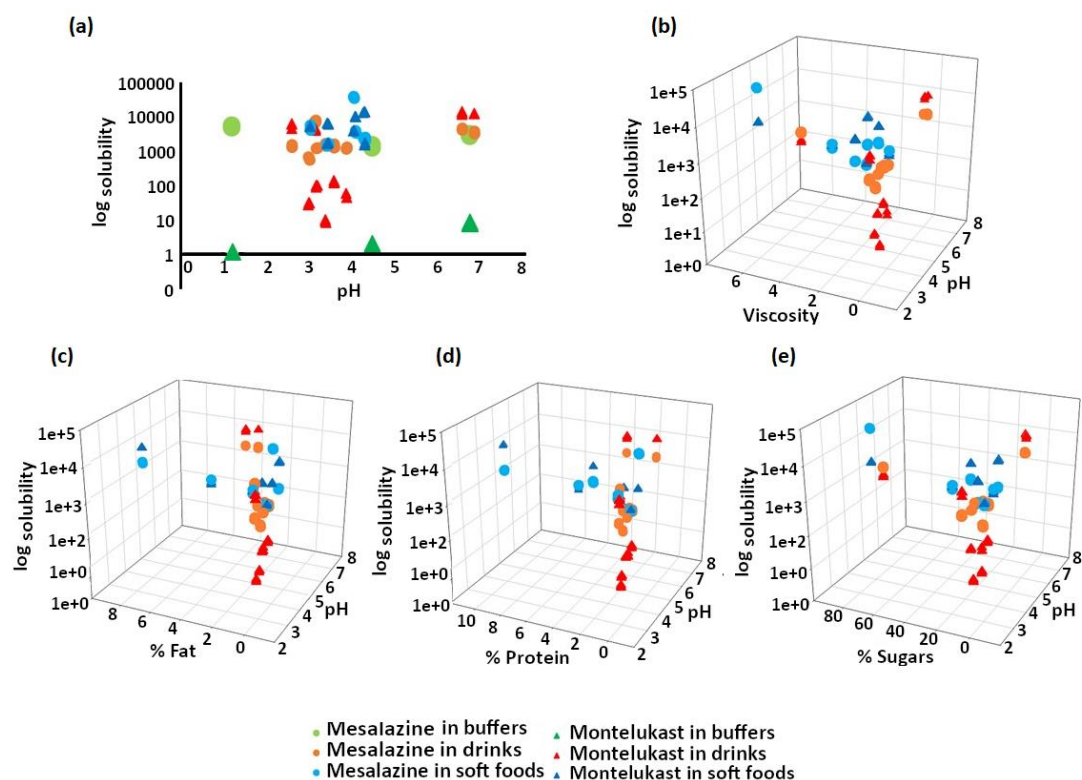 (a)
100000
10000
1000
100
10
1
0
log solubility
0 1 2 3 4 5 6 7 8
pH
(b)
1e+5
1e+4
1e+3
1e+2
1e+1
1e+0
log solubility
6 4 2 0
Viscosity
2 3 4 5 6 7 8
pH
(c)
1e+5
1e+4
1e+3
1e+2
1e+0
1e+0
log solubility
8 6 4 2 0
% Fat
2 3 4 5 6 7 8
pH
(d)
1e+5
1e+4
1e+3
1e+2
1e+0
1e+0
log solubility
10 8 6 4 2 0
% Protein
2 3 4 5 6 7 8
pH
(e)
1e+5
1e+4
1e+3
1e+2
1e+0
1e+0
log solubility
80 60 40 20 0
% Sugars
2 3 4 5 6 7 8
pH
Mesalazine in buffers
Mesalazine in drinks
Mesalazine in soft foods
Montelukast in buffers
Montelukast in drinks
Montelukast in soft foods